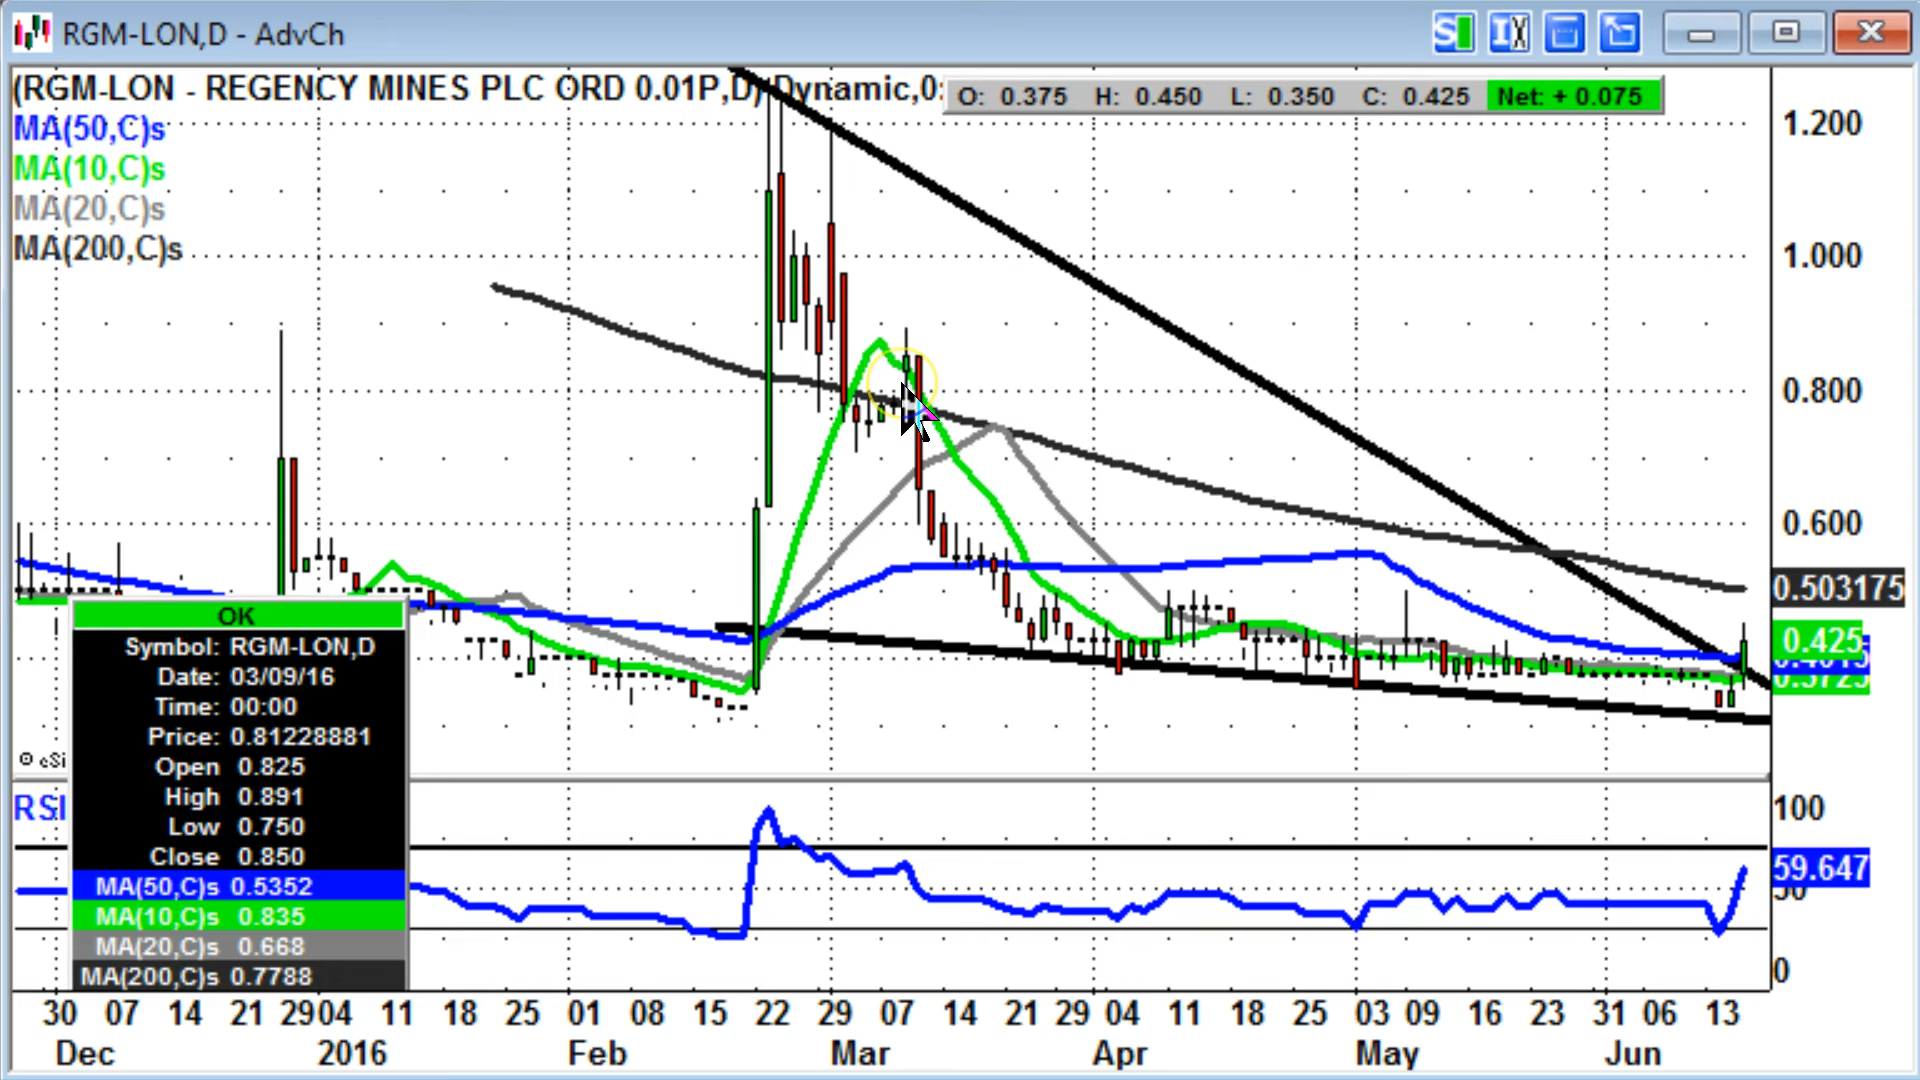 RGM-LON,D - AdvCh
(RGM-LON - REGENCY MINES PLC ORD 0.01P,D) Dynamic,0:
O: 0.375 H: 0.450 L: 0.350 C: 0.425 Net: + 0.075
MA(50,C)s
MA(10,C)s
MA(20,C)s
MA(200,C)s
1.200
1.000
0.800
0.600
0.503175
0.425
0.3725
OK
Symbol: RGM-LON,D
Date: 03/09/16
Time: 00:00
Price: 0.81228881
Open 0.825
High 0.891
Low 0.750
Close 0.850
MA(50,C)s 0.5352
MA(10,C)s 0.835
MA(20,C)s 0.668
MA(200,C)s 0.7788
© eSi
RSI
100
59.647
50
0
30 07 14 21 29 04 11 18 25 01 08 15 22 29 07 14 21 29 04 11 18 25 03 09 16 23 31 06 13
Dec 2016 Feb Mar Apr May Jun